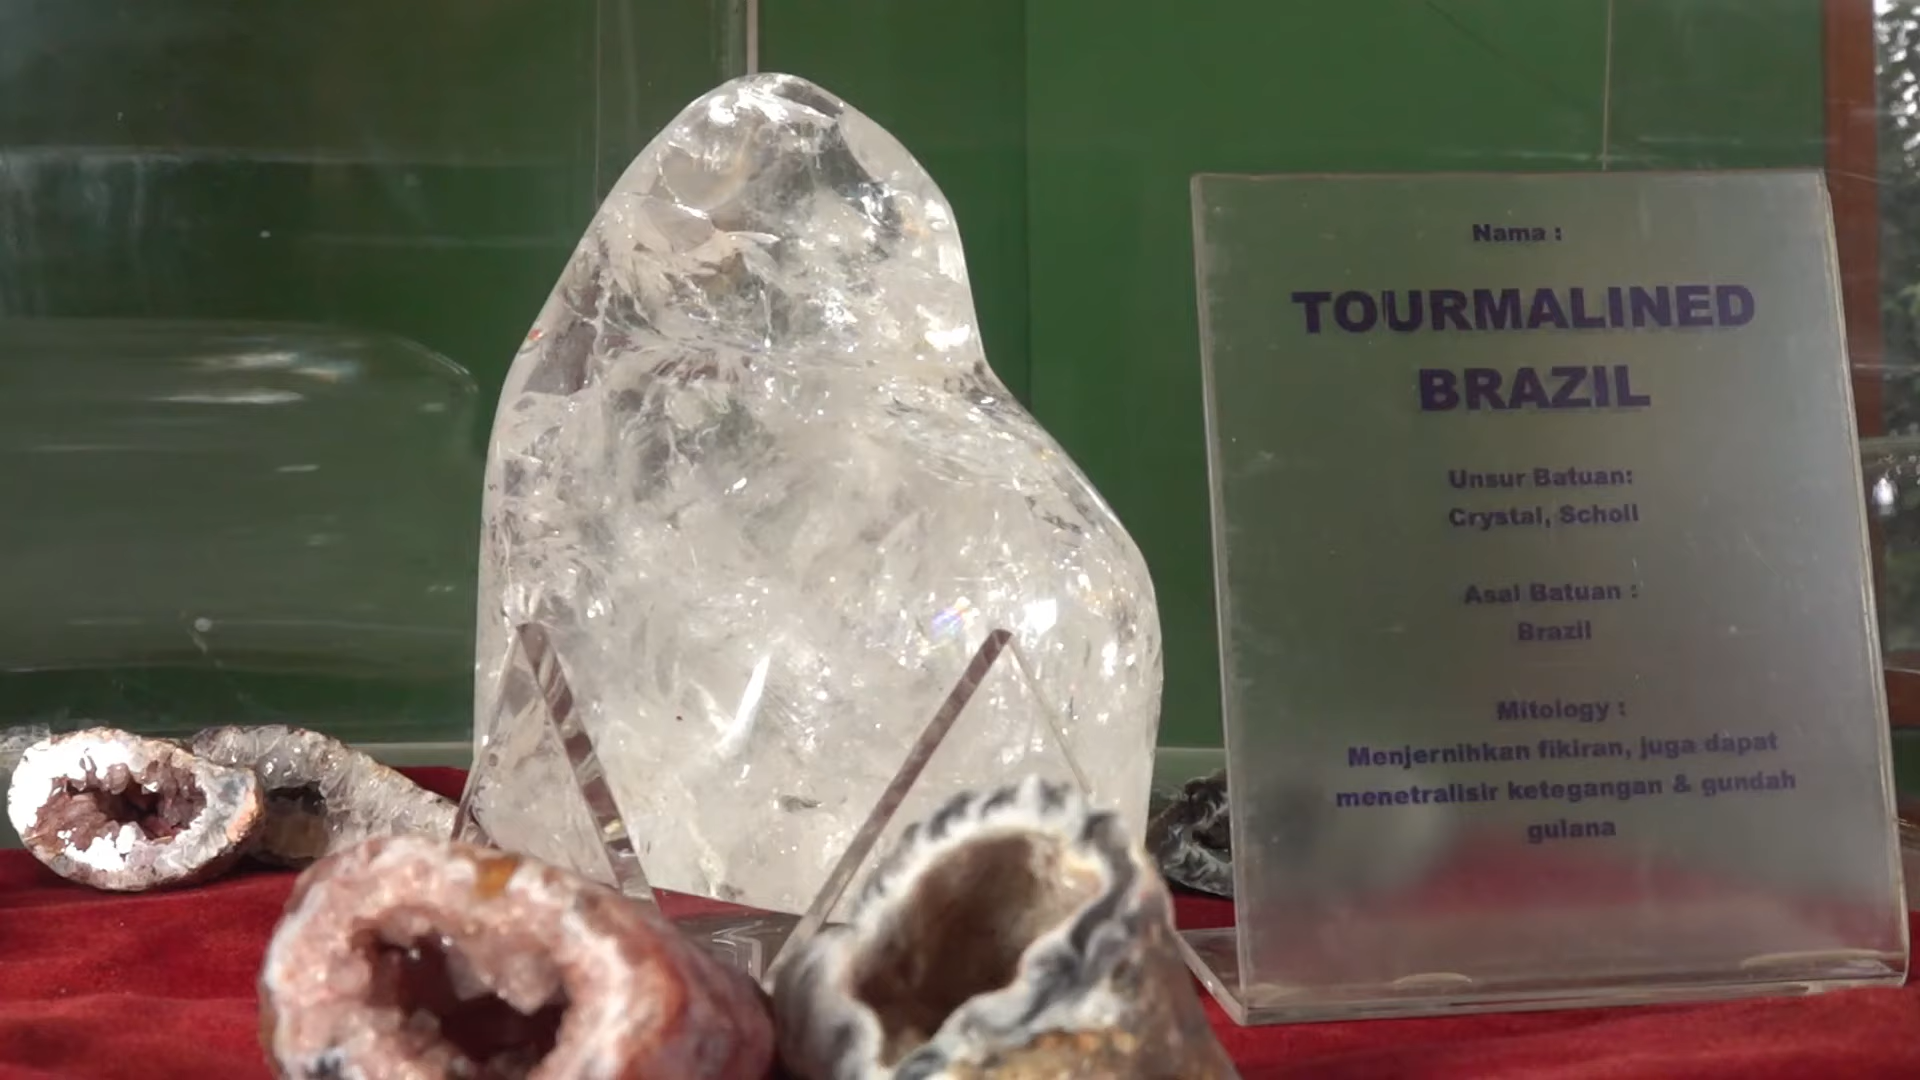 Nama :
TOURMALINED
BRAZIL
Unsur Batuan:
Crystal, Scholl
Asal Batuan :
Brazil
Mitology :
Menjernihkan fikiran, juga dapat
menetralisir ketegangan & gundah
gulana